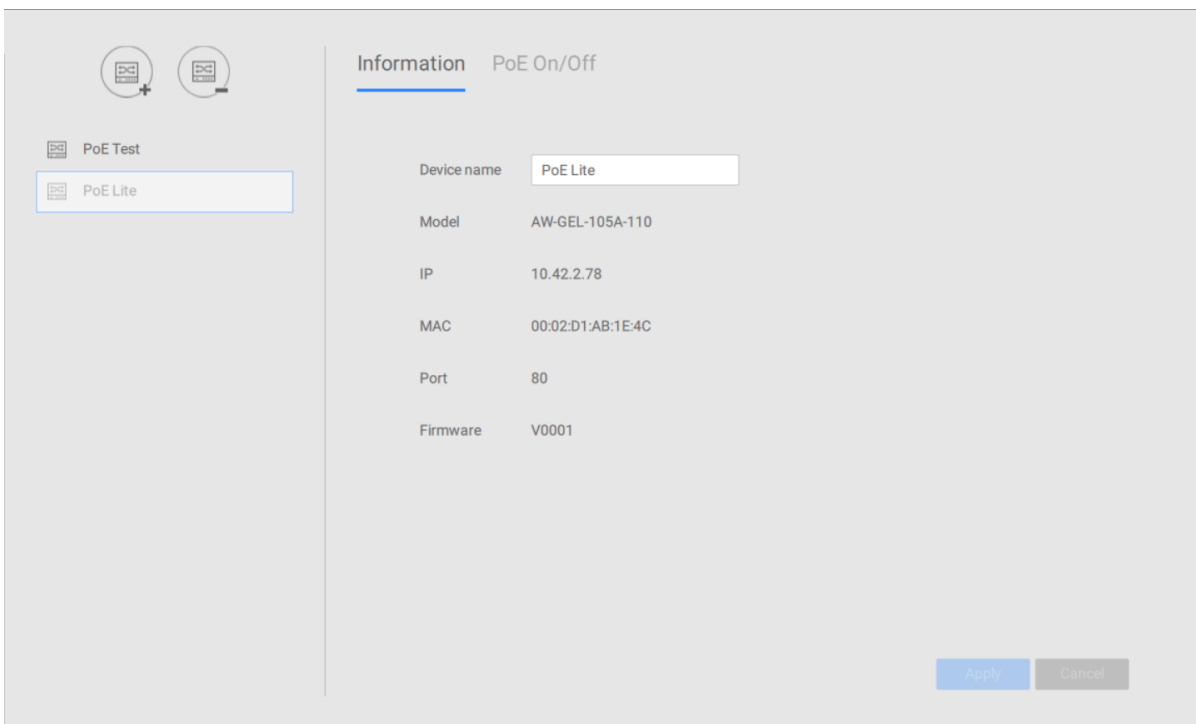 Information PoE On/Off
PoE Test
PoE Lite
Device name PoE Lite
Model AW-GEL-105A-110
IP 10.42.2.78
MAC 00:02:D1:AB:1E:4C
Port 80
Firmware V0001
Apply Cancel